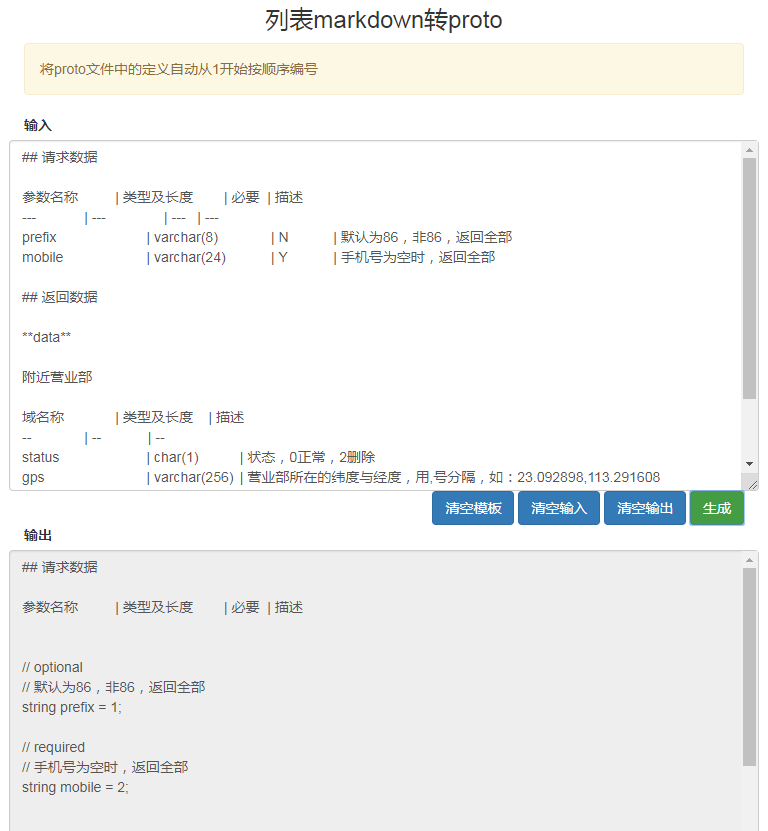 列表markdown转proto
将proto文件中的定义自动从1开始按顺序编号
输入
## 请求数据
参数名称 | 类型及长度 | 必要 | 描述
--- | --- | --- | ---
prefix | varchar(8) | N | 默认为86，非86，返回全部
mobile | varchar(24) | Y | 手机号为空时，返回全部
## 返回数据
**data**
附近营业部
域名称 | 类型及长度 | 描述
-- | -- | --
status | char(1) | 状态，0正常，2删除
gps | varchar(256) | 营业部所在的纬度与经度，用,号分隔，如：23.092898,113.291608
清空模板 清空输入 清空输出 生成
输出
## 请求数据
参数名称 | 类型及长度 | 必要 | 描述
// optional
// 默认为86，非86，返回全部
string prefix = 1;
// required
// 手机号为空时，返回全部
string mobile = 2;